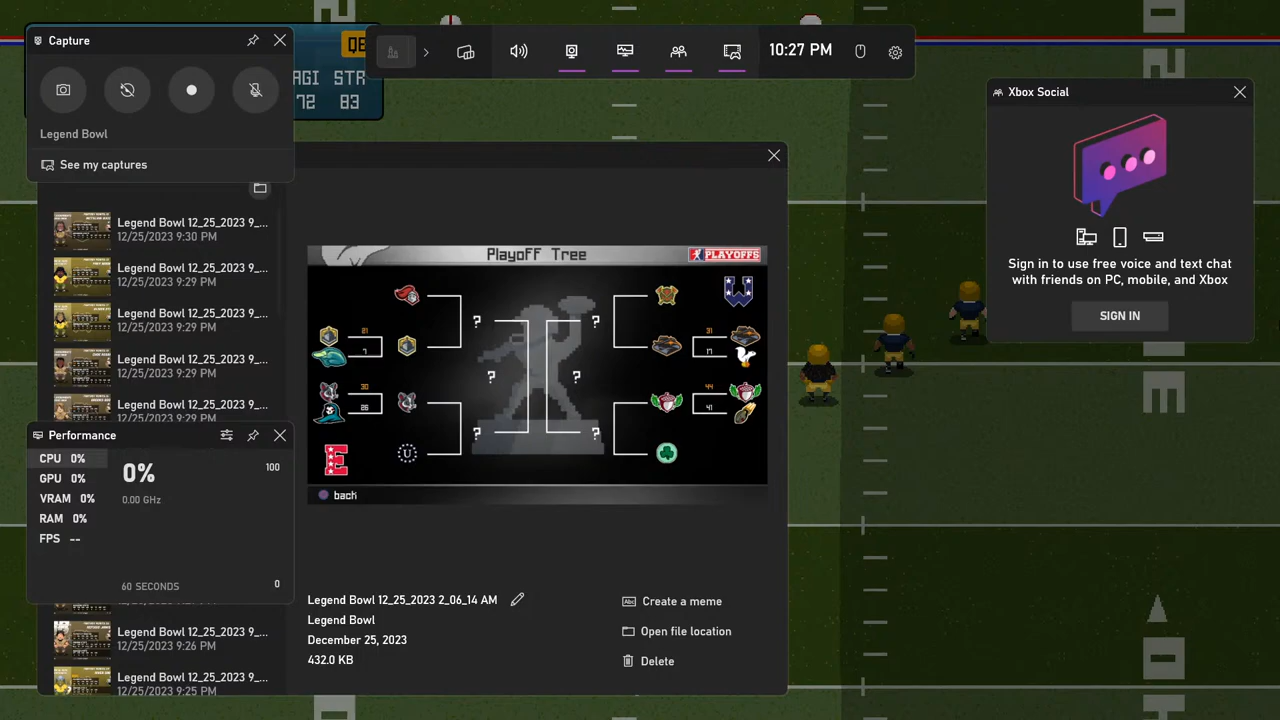 Capture
QB
AGI STR
72 83
Legend Bowl
See my captures
10:27 PM
Xbox Social
Sign in to use free voice and text chat
with friends on PC, mobile, and Xbox
SIGN IN
Legend Bowl 12_25_2023 9_...
12/25/2023 9:30 PM
Legend Bowl 12_25_2023 9_...
12/25/2023 9:29 PM
Legend Bowl 12_25_2023 9_...
12/25/2023 9:29 PM
Legend Bowl 12_25_2023 9_...
12/25/2023 9:29 PM
Legend Bowl 12_25_2023 9_...
Performance
CPU 0%
GPU 0%
VRAM 0%
RAM 0%
FPS --
0%
0.00 GHz
100
60 SECONDS
0
Legend Bowl 12_25_2023 9_...
12/25/2023 9:26 PM
Legend Bowl 12_25_2023 9_...
12/25/2023 9:25 PM
Playoff Tree
PLAYOFFS
21
7
30
26
E
U
? ?
? ?
? ?
W
31
17
44
41
back
Legend Bowl 12_25_2023 2_06_14 AM
Legend Bowl
December 25, 2023
432.0 KB
Abc Create a meme
Open file location
Delete